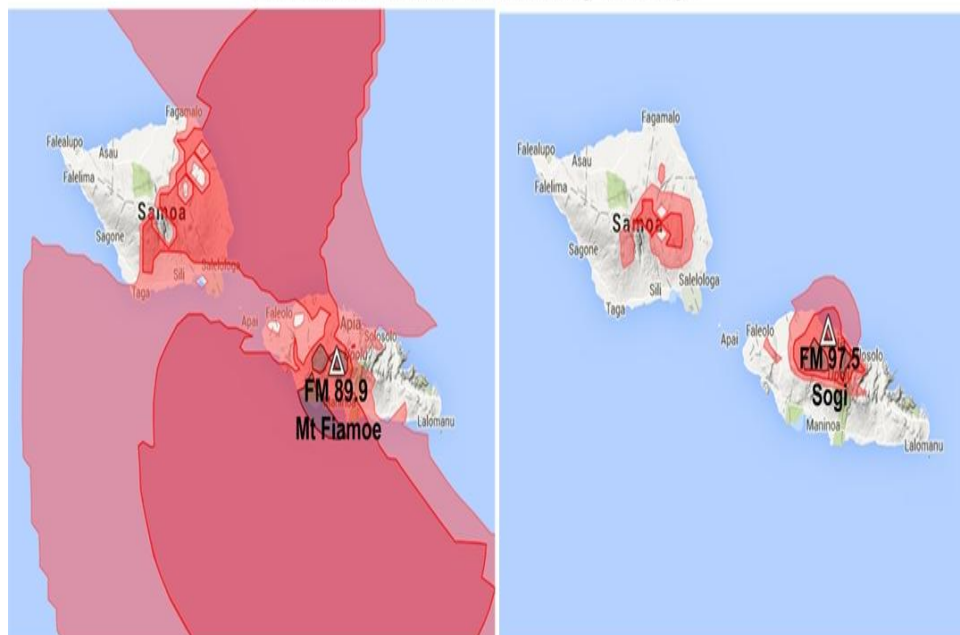 Fagamalo
Falealupo
Asau
Falelima
Samoa
Sagone
Sili
Salelologa
Taga
Apai
Faleolo
Apia
Solosolo
FM 89.9
Mt Fiamoe
Lalomanu
Fagamalo
Falealupo
Asau
Falelima
Samoa
Sagone
Salelologa
Sili
Taga
Apai
Faleolo
FM 97.5
Sogi
Maninoa
Lalomanu